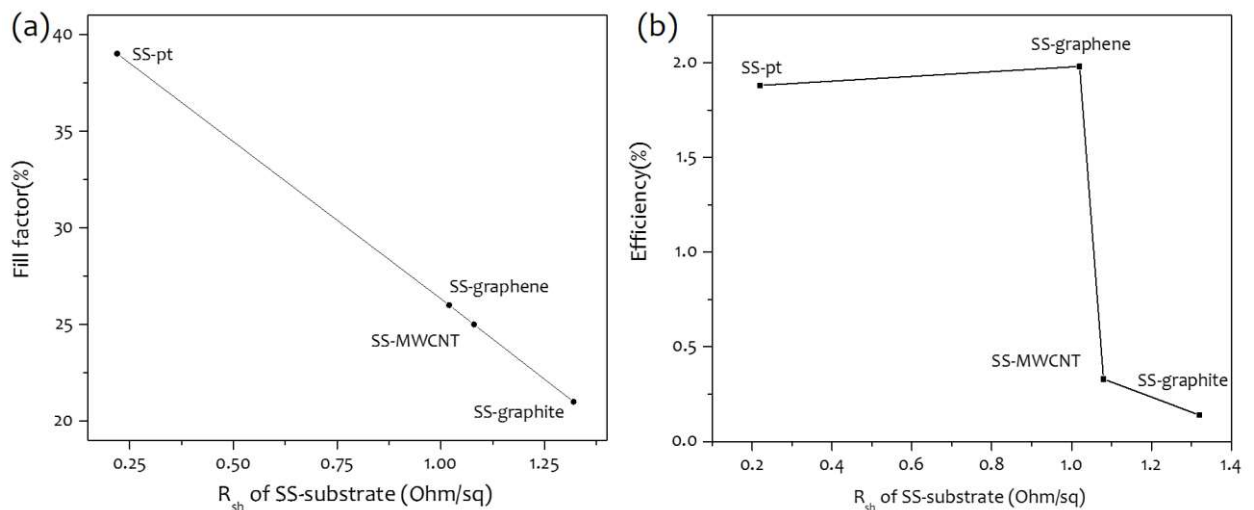 (a)
40
35
30
25
20
Fill factor(%)
SS-pt
SS-graphene
SS-MWCNT
SS-graphite
0.25
0.50
0.75
1.00
1.25
R_sh of SS-substrate (Ohm/sq)
(b)
2.0
1.5
1.0
0.5
0.0
Efficiency(%)
SS-pt
SS-graphene
SS-MWCNT
SS-graphite
0.2
0.4
0.6
0.8
1.0
1.2
1.4
R_sh of SS-substrate (Ohm/sq)